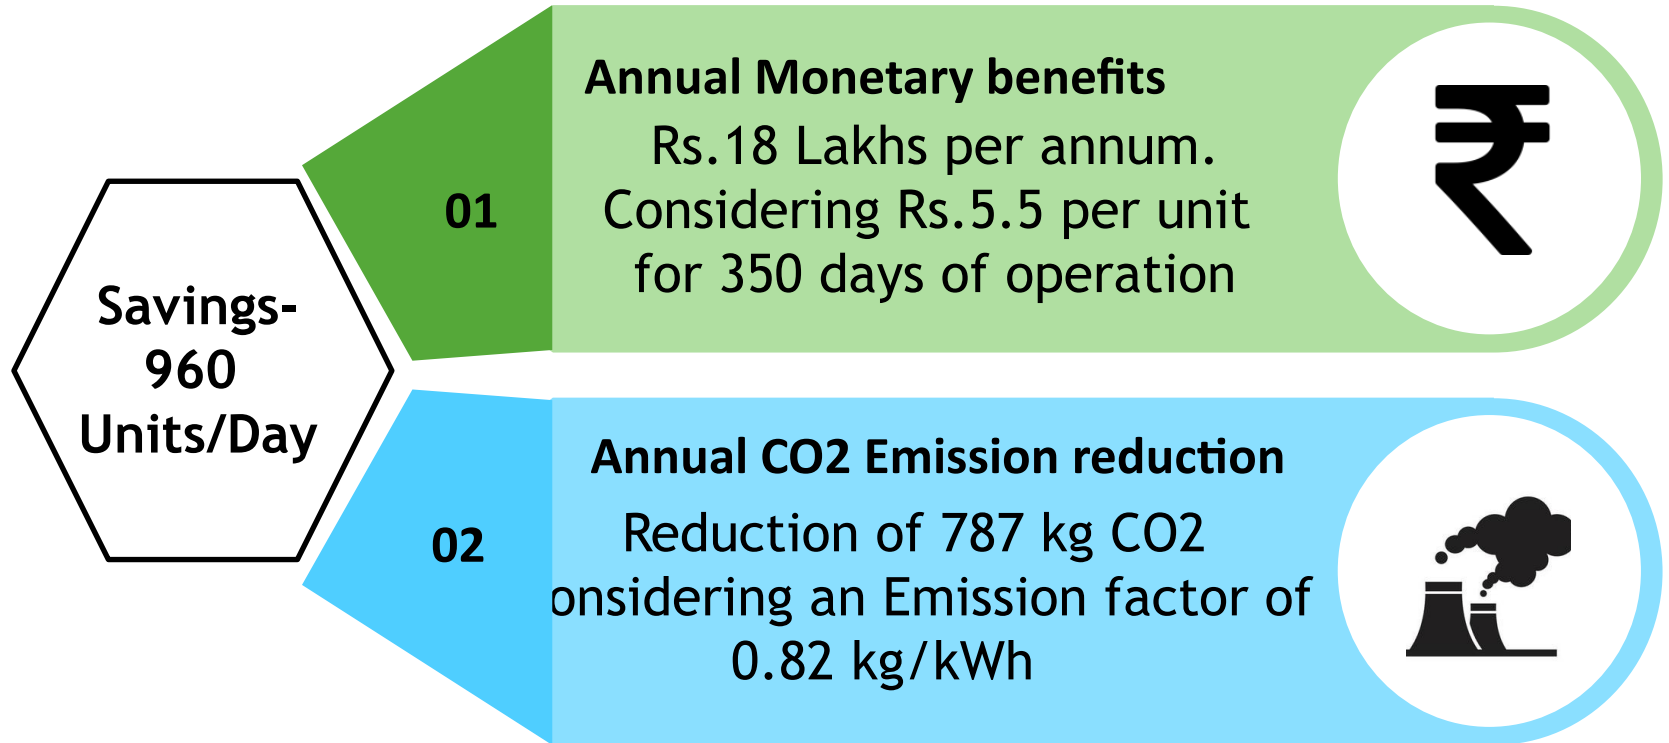 Savings-
960
Units/Day
01
Annual Monetary benefits
Rs.18 Lakhs per annum.
Considering Rs.5.5 per unit
for 350 days of operation
02
Annual CO2 Emission reduction
Reduction of 787 kg CO2
onsidering an Emission factor of
0.82 kg/kWh